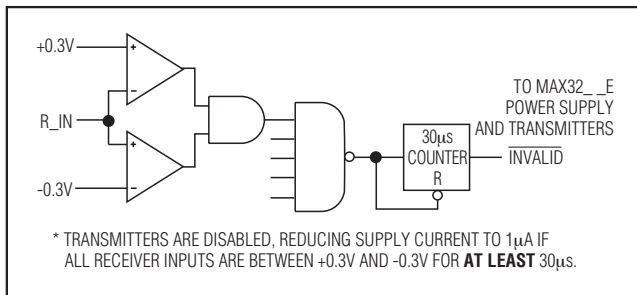 +0.3V
R_IN
-0.3V
+
-
+
-
TO MAX32_ _E
POWER SUPPLY
AND TRANSMITTERS
30µs
COUNTER
R
INVALID
* TRANSMITTERS ARE DISABLED, REDUCING SUPPLY CURRENT TO 1µA IF
ALL RECEIVER INPUTS ARE BETWEEN +0.3V AND -0.3V FOR AT LEAST 30µs.